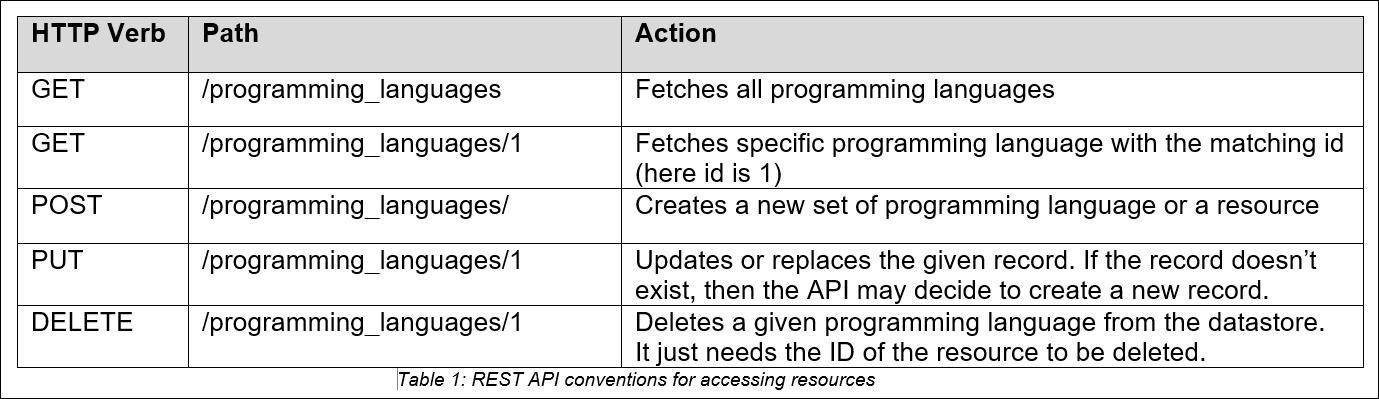 HTTP Verb Path Action
GET /programming_languages Fetches all programming languages
GET /programming_languages/1 Fetches specific programming language with the matching id
(here id is 1)
POST /programming_languages/ Creates a new set of programming language or a resource
PUT /programming_languages/1 Updates or replaces the given record. If the record doesn’t
exist, then the API may decide to create a new record.
DELETE /programming_languages/1 Deletes a given programming language from the datastore.
It just needs the ID of the resource to be deleted.
Table 1: REST API conventions for accessing resources